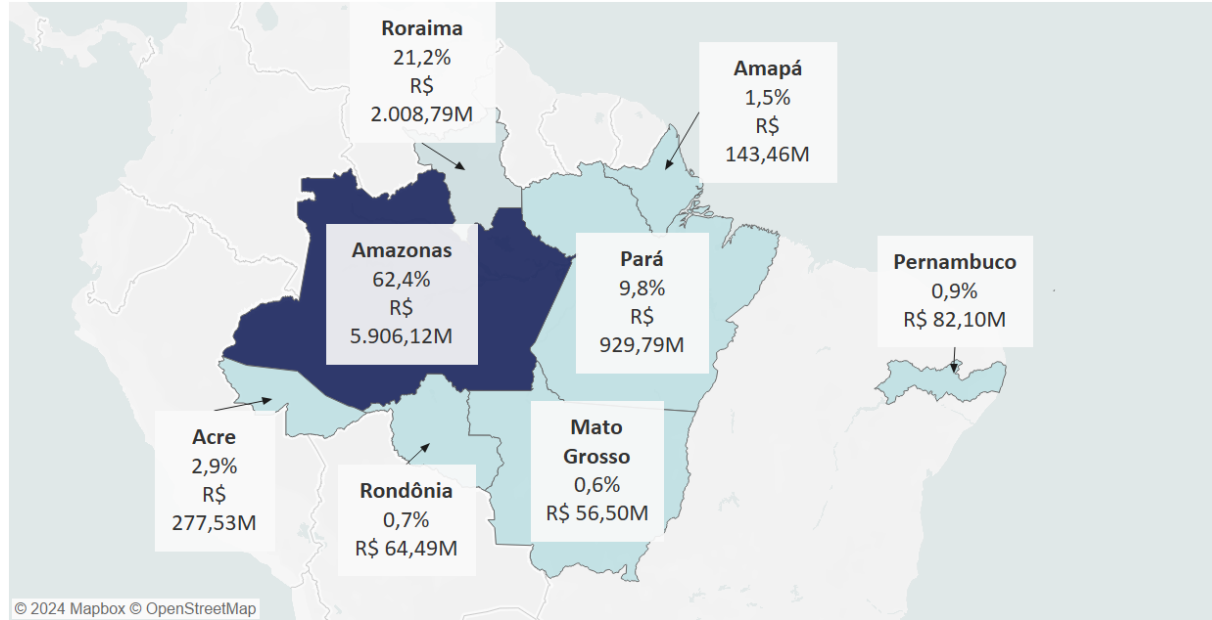 Roraima
21,2%
R$
2.008,79M
Amapá
1,5%
R$
143,46M
Amazonas
62,4%
R$
5.906,12M
Pará
9,8%
R$
929,79M
Pernambuco
0,9%
R$ 82,10M
Acre
2,9%
R$
277,53M
Rondônia
0,7%
R$ 64,49M
Mato
Grosso
0,6%
R$ 56,50M
© 2024 Mapbox © OpenStreetMap